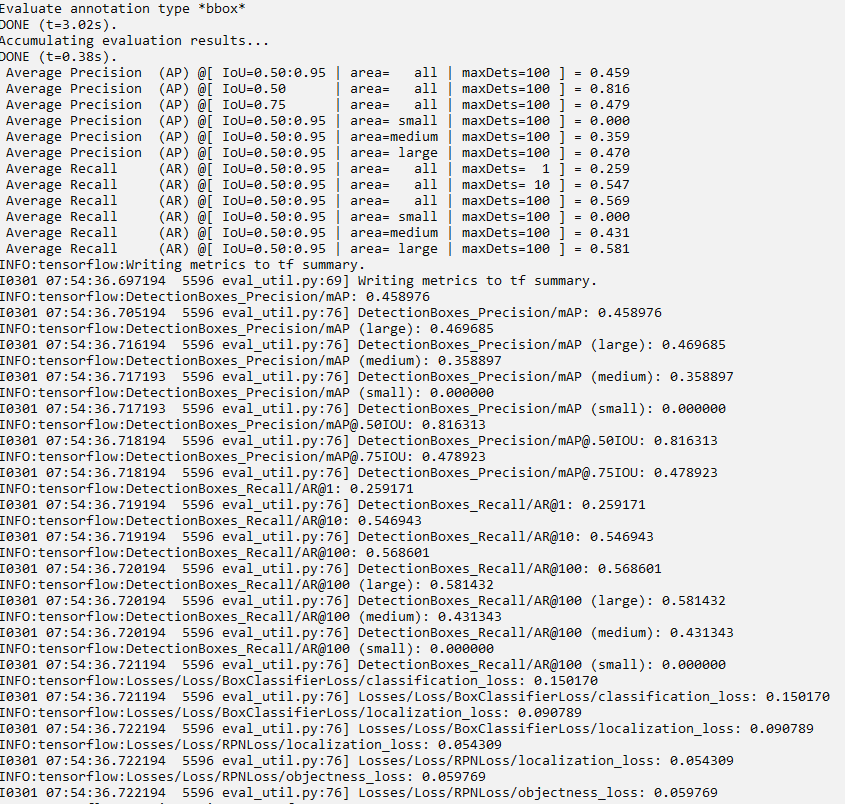 Evaluate annotation type *bbox*
DONE (t=3.02s).
Accumulating evaluation results...
DONE (t=0.38s).
Average Precision  (AP) @[ IoU=0.50:0.95 | area=   all | maxDets=100 ] = 0.459
Average Precision  (AP) @[ IoU=0.50      | area=   all | maxDets=100 ] = 0.816
Average Precision  (AP) @[ IoU=0.75      | area=   all | maxDets=100 ] = 0.479
Average Precision  (AP) @[ IoU=0.50:0.95 | area= small | maxDets=100 ] = 0.000
Average Precision  (AP) @[ IoU=0.50:0.95 | area=medium | maxDets=100 ] = 0.359
Average Precision  (AP) @[ IoU=0.50:0.95 | area= large | maxDets=100 ] = 0.470
Average Recall     (AR) @[ IoU=0.50:0.95 | area=   all | maxDets=  1 ] = 0.259
Average Recall     (AR) @[ IoU=0.50:0.95 | area=   all | maxDets= 10 ] = 0.547
Average Recall     (AR) @[ IoU=0.50:0.95 | area=   all | maxDets=100 ] = 0.569
Average Recall     (AR) @[ IoU=0.50:0.95 | area= small | maxDets=100 ] = 0.000
Average Recall     (AR) @[ IoU=0.50:0.95 | area=medium | maxDets=100 ] = 0.431
Average Recall     (AR) @[ IoU=0.50:0.95 | area= large | maxDets=100 ] = 0.581
INFO:tensorflow:Writing metrics to tf summary.
I0301 07:54:36.697194  5596 eval_util.py:69] Writing metrics to tf summary.
INFO:tensorflow:DetectionBoxes_Precision/mAP: 0.458976
I0301 07:54:36.705194  5596 eval_util.py:76] DetectionBoxes_Precision/mAP: 0.458976
INFO:tensorflow:DetectionBoxes_Precision/mAP (large): 0.469685
I0301 07:54:36.716194  5596 eval_util.py:76] DetectionBoxes_Precision/mAP (large): 0.469685
INFO:tensorflow:DetectionBoxes_Precision/mAP (medium): 0.358897
I0301 07:54:36.717193  5596 eval_util.py:76] DetectionBoxes_Precision/mAP (medium): 0.358897
INFO:tensorflow:DetectionBoxes_Precision/mAP (small): 0.000000
I0301 07:54:36.717193  5596 eval_util.py:76] DetectionBoxes_Precision/mAP (small): 0.000000
INFO:tensorflow:DetectionBoxes_Precision/mAP@.50IOU: 0.816313
I0301 07:54:36.718194  5596 eval_util.py:76] DetectionBoxes_Precision/mAP@.50IOU: 0.816313
INFO:tensorflow:DetectionBoxes_Precision/mAP@.75IOU: 0.478923
I0301 07:54:36.718194  5596 eval_util.py:76] DetectionBoxes_Precision/mAP@.75IOU: 0.478923
INFO:tensorflow:DetectionBoxes_Recall/AR@1: 0.259171
I0301 07:54:36.719194  5596 eval_util.py:76] DetectionBoxes_Recall/AR@1: 0.259171
INFO:tensorflow:DetectionBoxes_Recall/AR@10: 0.546943
I0301 07:54:36.719194  5596 eval_util.py:76] DetectionBoxes_Recall/AR@10: 0.546943
INFO:tensorflow:DetectionBoxes_Recall/AR@100: 0.568601
I0301 07:54:36.720194  5596 eval_util.py:76] DetectionBoxes_Recall/AR@100: 0.568601
INFO:tensorflow:DetectionBoxes_Recall/AR@100 (large): 0.581432
I0301 07:54:36.720194  5596 eval_util.py:76] DetectionBoxes_Recall/AR@100 (large): 0.581432
INFO:tensorflow:DetectionBoxes_Recall/AR@100 (medium): 0.431343
I0301 07:54:36.720194  5596 eval_util.py:76] DetectionBoxes_Recall/AR@100 (medium): 0.431343
INFO:tensorflow:DetectionBoxes_Recall/AR@100 (small): 0.000000
I0301 07:54:36.721194  5596 eval_util.py:76] DetectionBoxes_Recall/AR@100 (small): 0.000000
INFO:tensorflow:Losses/Loss/BoxClassifierLoss/classification_loss: 0.150170
I0301 07:54:36.721194  5596 eval_util.py:76] Losses/Loss/BoxClassifierLoss/classification_loss: 0.150170
INFO:tensorflow:Losses/Loss/BoxClassifierLoss/localization_loss: 0.090789
I0301 07:54:36.722194  5596 eval_util.py:76] Losses/Loss/BoxClassifierLoss/localization_loss: 0.090789
INFO:tensorflow:Losses/Loss/RPNLoss/localization_loss: 0.054309
I0301 07:54:36.722194  5596 eval_util.py:76] Losses/Loss/RPNLoss/localization_loss: 0.054309
INFO:tensorflow:Losses/Loss/RPNLoss/objectness_loss: 0.059769
I0301 07:54:36.722194  5596 eval_util.py:76] Losses/Loss/RPNLoss/objectness_loss: 0.059769